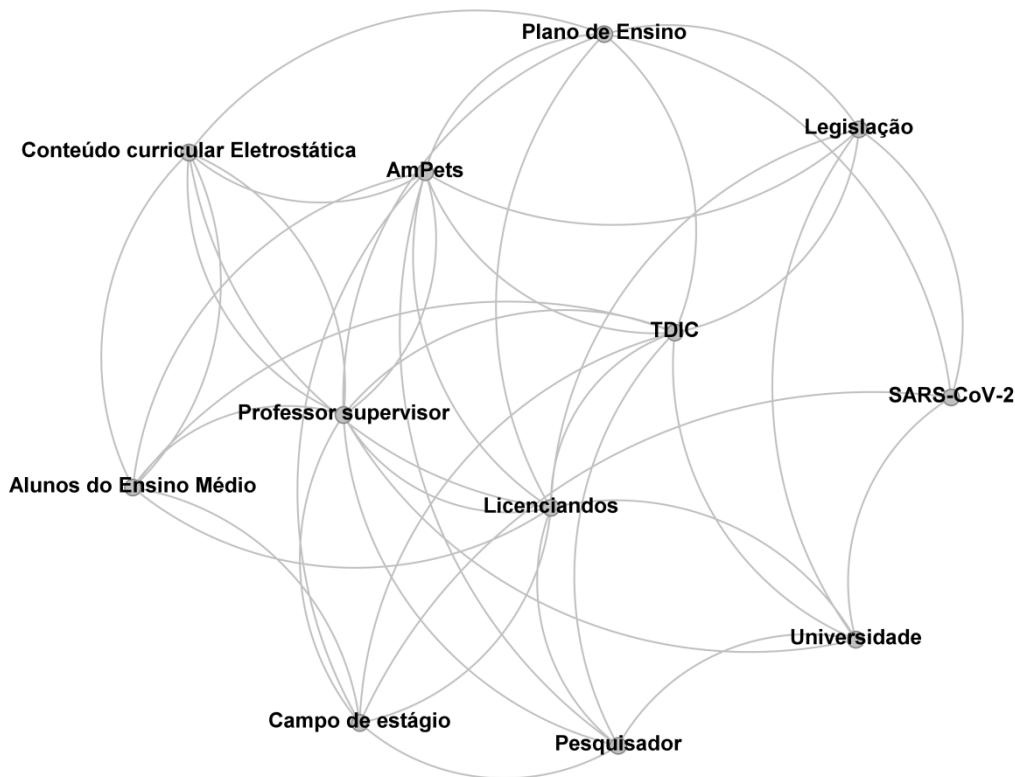 Plano de Ensino
Legislação
Conteúdo curricular Eletrostática
AmPets
TDIC
SARS-CoV-2
Professor supervisor
Alunos do Ensino Médio
Licenciandos
Universidade
Campo de estágio
Pesquisador